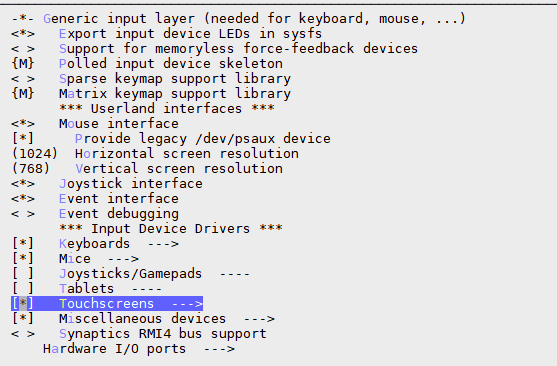 -*- Generic input layer (needed for keyboard, mouse, ...)
<*>   Export input device LEDs in sysfs
< >   Support for memoryless force-feedback devices
{M}   Polled input device skeleton
< >   Sparse keymap support library
{M}   Matrix keymap support library
      *** Userland interfaces ***
<*>   Mouse interface
[*]     Provide legacy /dev/psaux device
(1024)  Horizontal screen resolution
(768)   Vertical screen resolution
<*>   Joystick interface
<*>   Event interface
< >   Event debugging
      *** Input Device Drivers ***
[*]   Keyboards  --->
[*]   Mice  --->
[ ]   Joysticks/Gamepads  ----
[ ]   Tablets  ----
[*]   Touchscreens  --->
[*]   Miscellaneous devices  --->
< >   Synaptics RMI4 bus support
    Hardware I/O ports  --->